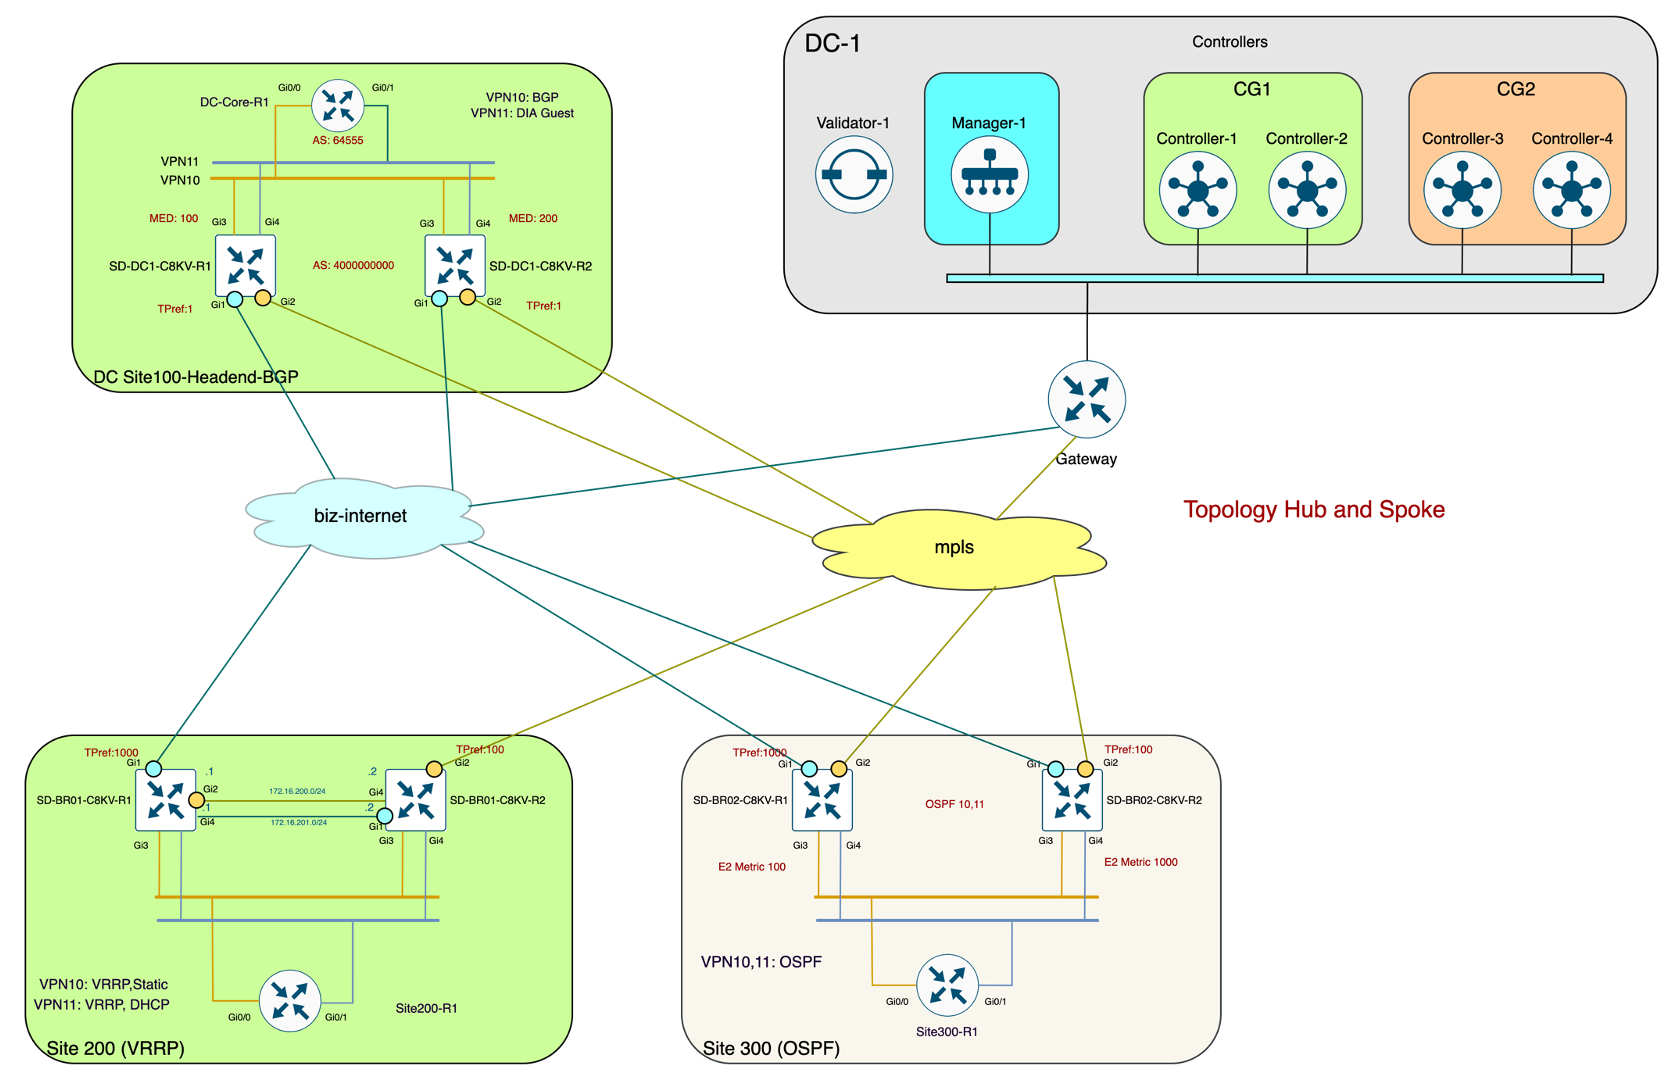 DC-1
Controllers
CG1
CG2
Validator-1
Manager-1
Controller-1
Controller-2
Controller-3
Controller-4
Gi0/0
Gi0/1
DC-Core-R1
VPN10: BGP
VPN11: DIA Guest
AS: 64555
VPN11
VPN10
MED: 100
Gi3
Gi4
Gi3
Gi4
MED: 200
SD-DC1-C8KV-R1
AS: 4000000000
SD-DC1-C8KV-R2
TPref:1
Gi1
Gi2
Gi1
Gi2
TPref:1
DC Site100-Headend-BGP
Gateway
biz-internet
mpls
Topology Hub and Spoke
TPref:1000
Gi1
.1
.2
TPref:100
Gi2
SD-BR01-C8KV-R1
Gi2
172.16.200.0/24
Gi4
SD-BR01-C8KV-R2
.1
.2
Gi4
172.16.201.0/24
Gi1
Gi3
Gi3
Gi4
VPN10: VRRP,Static
VPN11: VRRP, DHCP
Gi0/0
Gi0/1
Site200-R1
Site 200 (VRRP)
TPref:1000
Gi1
Gi2
Gi1
TPref:100
Gi2
SD-BR02-C8KV-R1
OSPF 10,11
SD-BR02-C8KV-R2
Gi3
Gi4
Gi3
Gi4
E2 Metric 100
E2 Metric 1000
VPN10,11: OSPF
Gi0/0
Gi0/1
Site300-R1
Site 300 (OSPF)